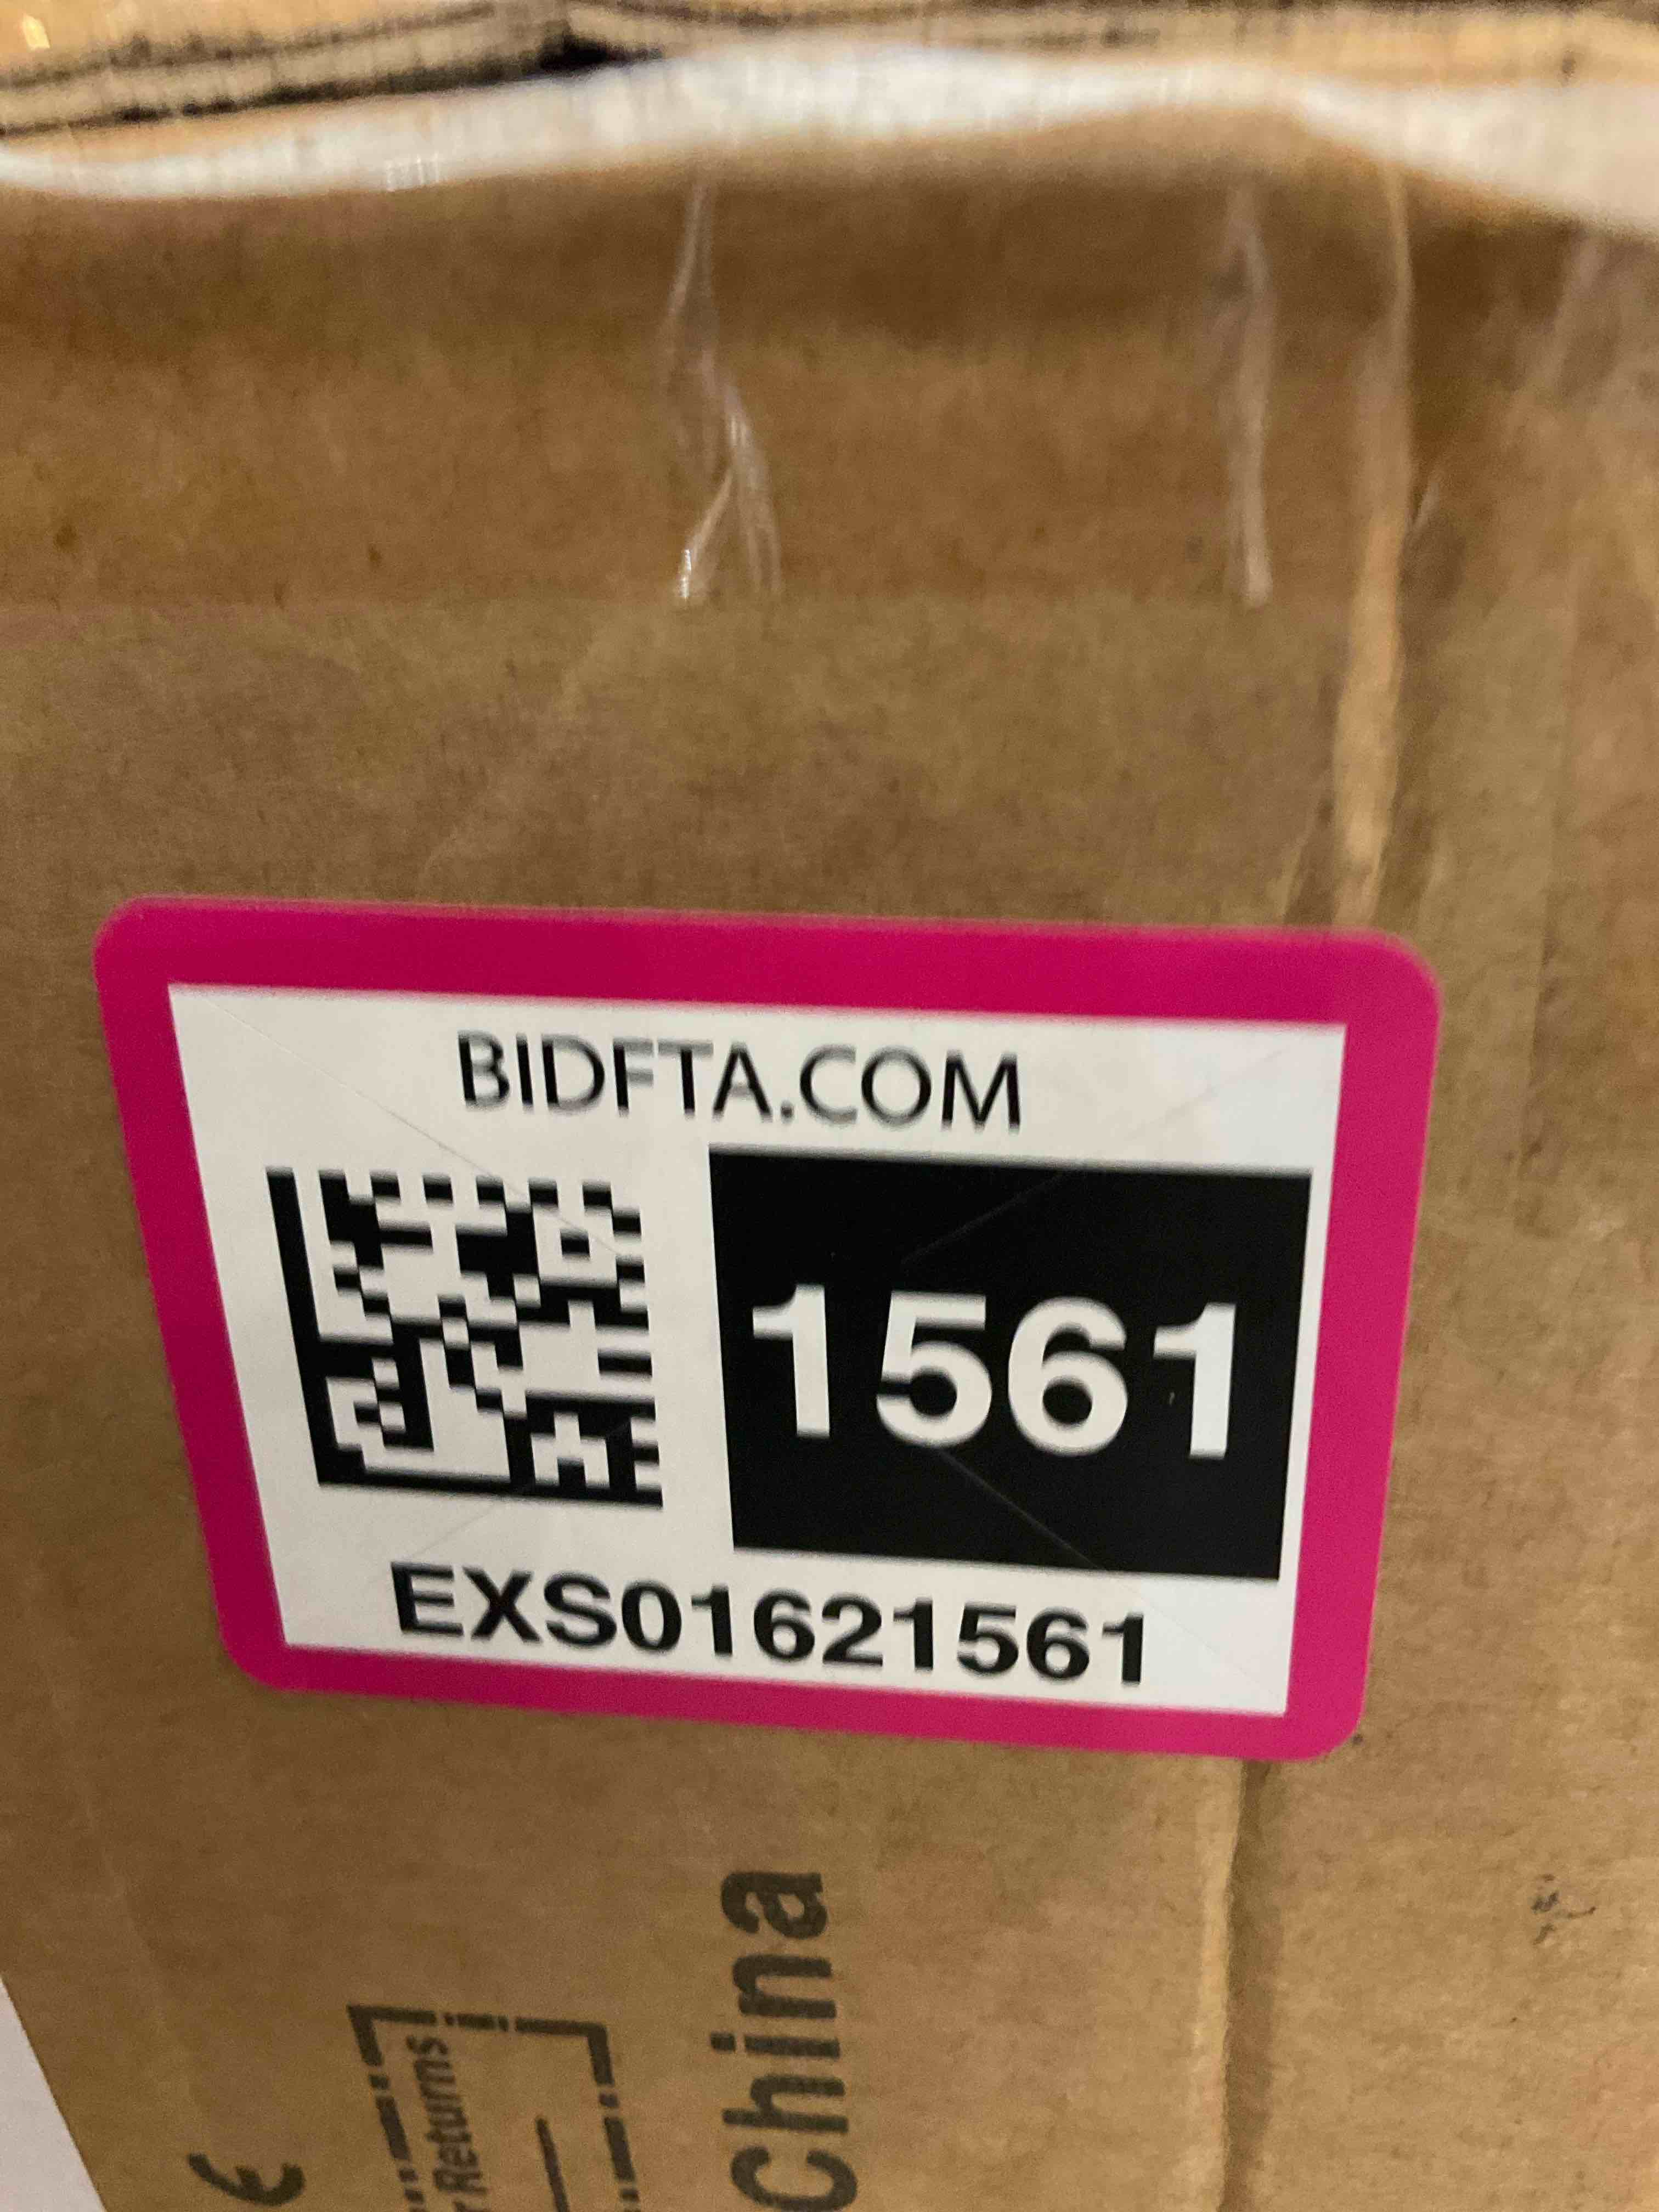 BIDFTA.COM
1561
EXS01621561
China
Returns